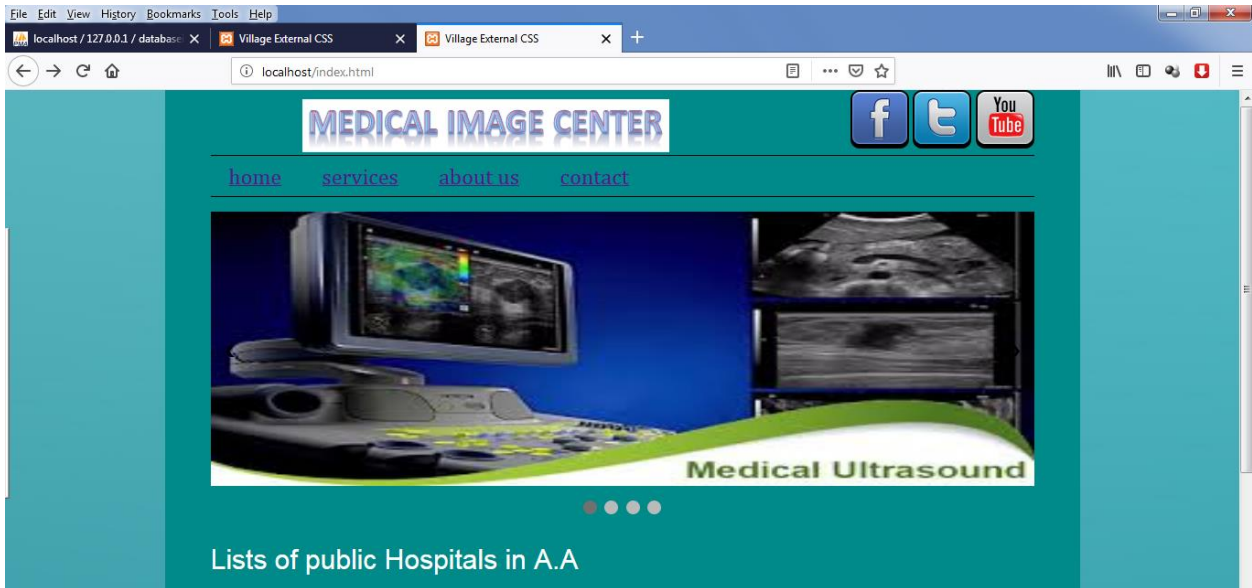 File Edit View History Bookmarks Tools Help
localhost / 127.0.0.1 / database
Village External CSS
Village External CSS
localhost/index.html
MEDICAL IMAGE CENTER
f
t
You
Tube
home services about us contact
Medical Ultrasound
Lists of public Hospitals in A.A